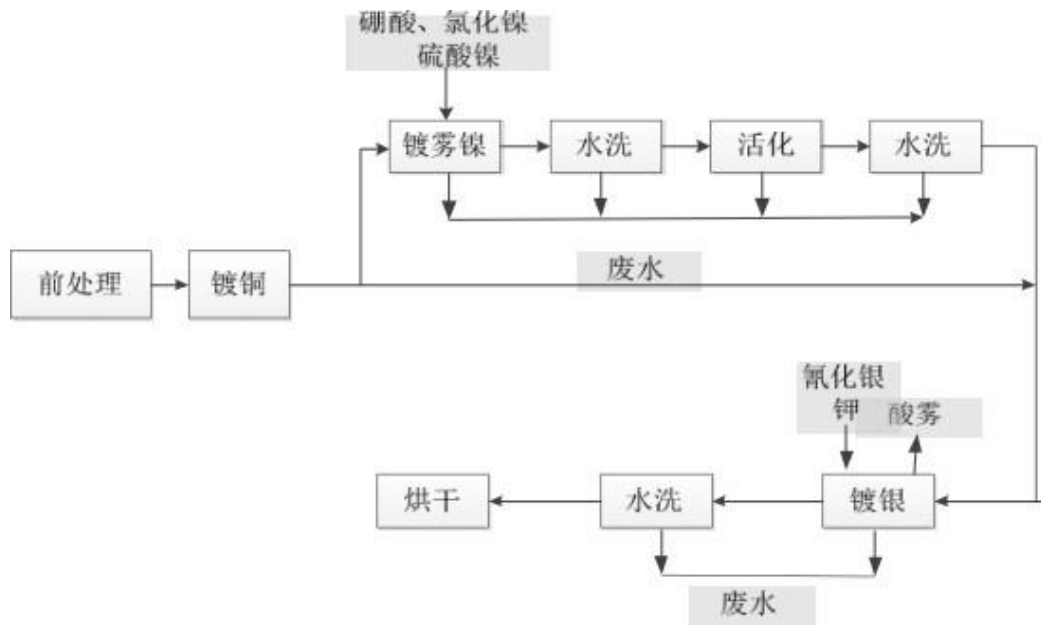 硼酸、氯化镍
硫酸镍
镀雾镍
水洗
活化
水洗
前处理
镀铜
废水
氰化银
钾
酸雾
烘干
水洗
镀银
废水